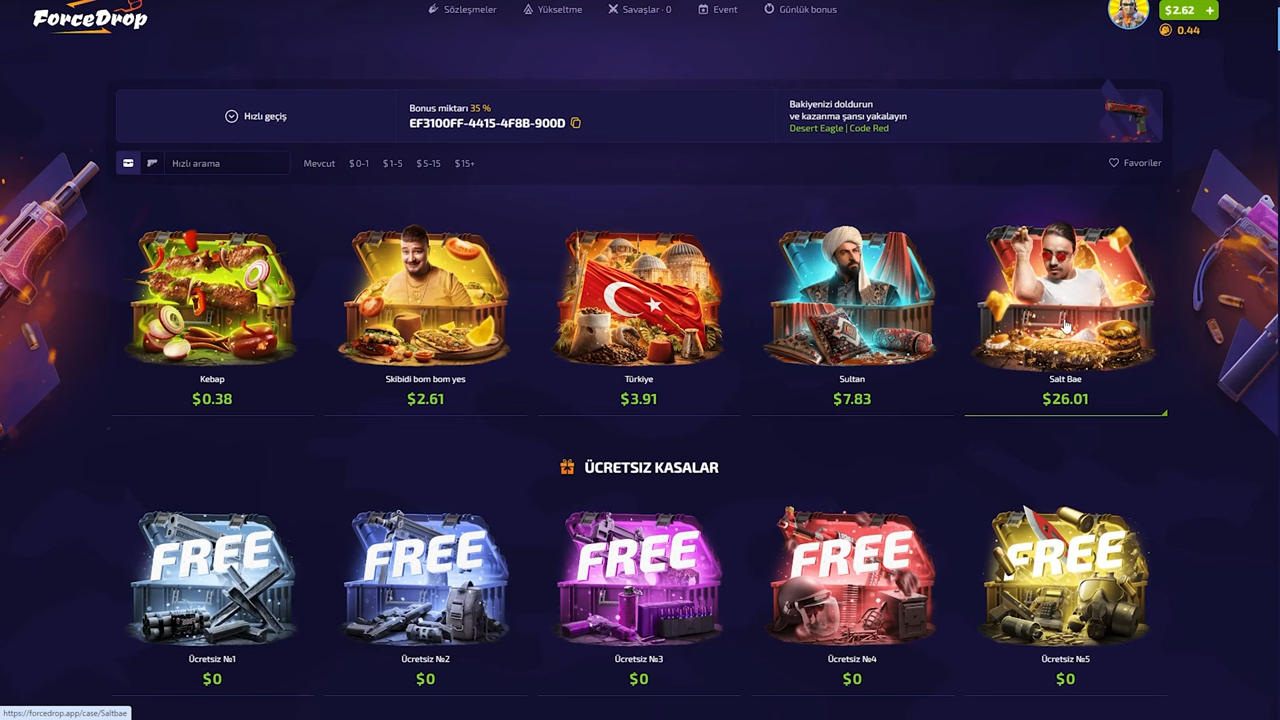 ForceDrop
Sözleşmeler
Yükseltme
Savaşlar · 0
Event
Günlük bonus
$2.62 +
0.44
Hızlı geçiş
Bonus miktarı 35 %
EF3100FF-4415-4F8B-900D
Bakiyenizi doldurun
ve kazanma şansı yakalayın
Desert Eagle | Code Red
Hızlı arama
Mevcut
$ 0-1
$ 1-5
$ 5-15
$ 15+
Favoriler
Kebap
$0.38
Skibidi bom bom yes
$2.61
Türkiye
$3.91
Sultan
$7.83
Salt Bae
$26.01
ÜCRETSIZ KASALAR
FREE
FREE
FREE
FREE
FREE
Ücretsiz №1
$0
Ücretsiz №2
$0
Ücretsiz №3
$0
Ücretsiz №4
$0
Ücretsiz №5
$0
https://forcedrop.app/case/Saltbae